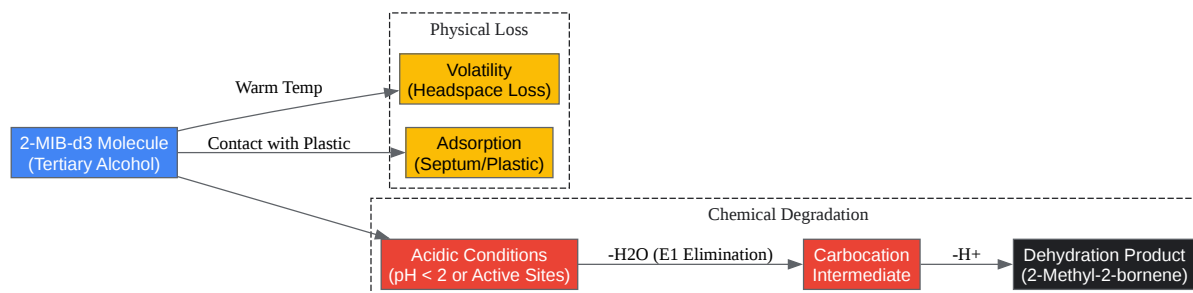 Physical Loss
Volatility
(Headspace Loss)
Warm Temp
2-MIB-d3 Molecule
(Tertiary Alcohol)
Contact with Plastic
Adsorption
(Septum/Plastic)
Chemical Degradation
Acidic Conditions
(pH < 2 or Active Sites)
-H2O (E1 Elimination)
Carbocation
Intermediate
-H+
Dehydration Product
(2-Methyl-2-bornene)